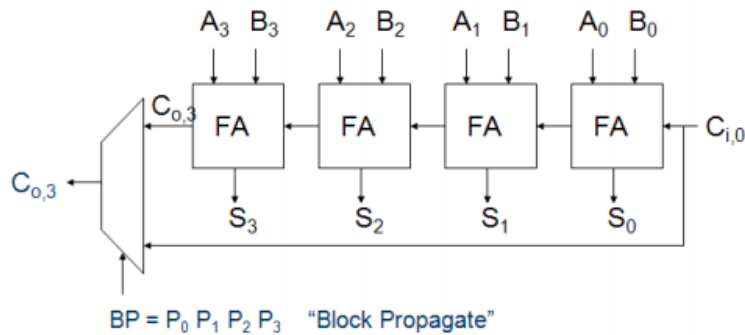 A3 B3 A2 B2 A1 B1 A0 B0
Co,3 FA FA FA FA Ci,0
Co,3
S3 S2 S1 S0
BP = P0 P1 P2 P3 "Block Propagate"